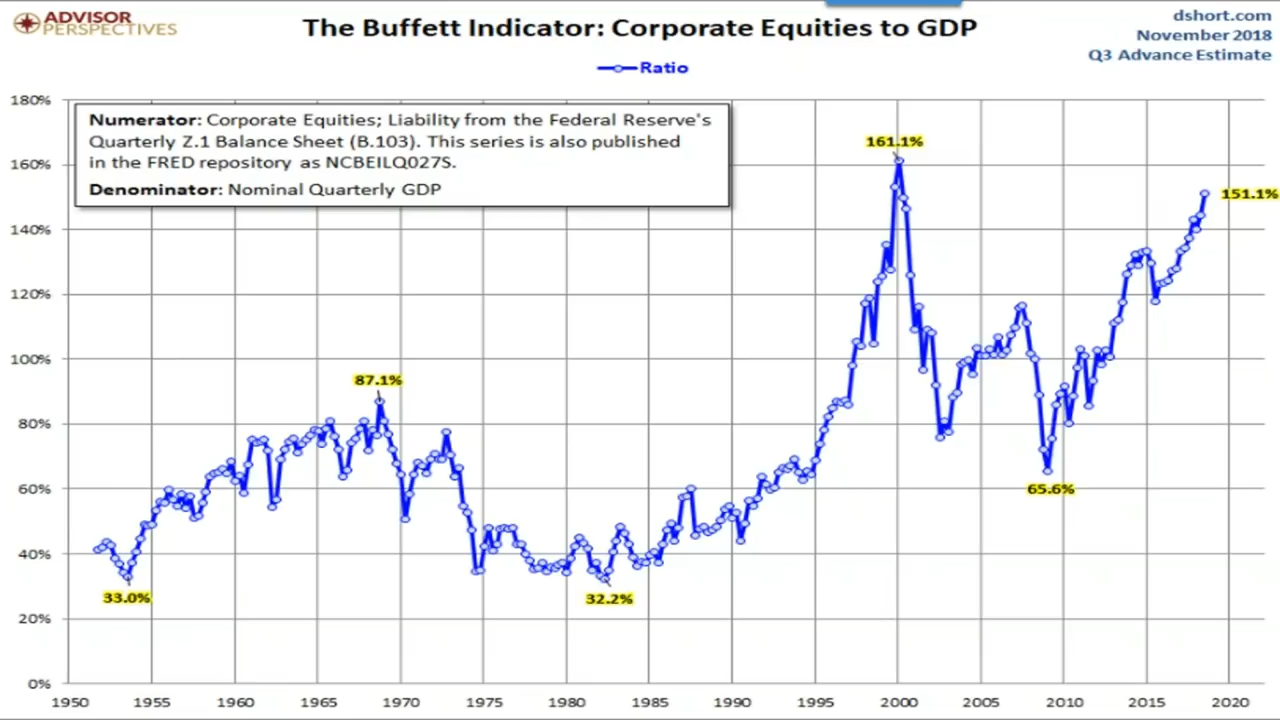 ADVISOR
PERSPECTIVES
The Buffett Indicator: Corporate Equities to GDP
dshort.com
November 2018
Q3 Advance Estimate
Ratio
Numerator: Corporate Equities; Liability from the Federal Reserve's
Quarterly Z.1 Balance Sheet (B.103). This series is also published
in the FRED repository as NCBEILQ027S.
Denominator: Nominal Quarterly GDP
180%
160%
140%
120%
100%
80%
60%
40%
20%
0%
161.1%
151.1%
87.1%
65.6%
33.0%
32.2%
1950 1955 1960 1965 1970 1975 1980 1985 1990 1995 2000 2005 2010 2015 2020